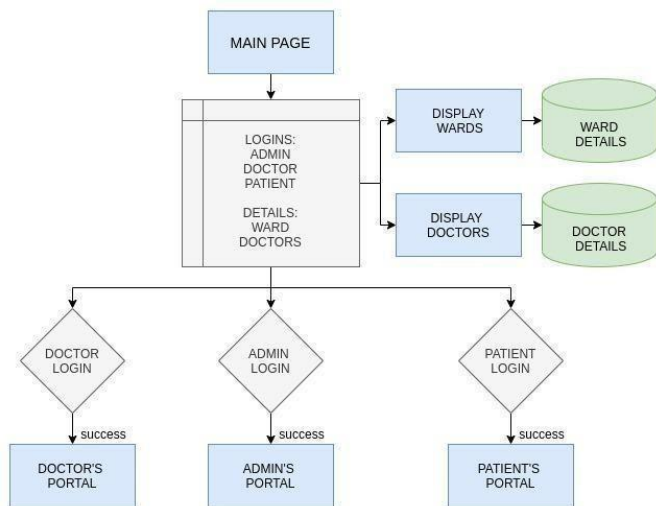 MAIN PAGE
LOGINS:
ADMIN
DOCTOR
PATIENT
DETAILS:
WARD
DOCTORS
DISPLAY
WARDS
WARD
DETAILS
DISPLAY
DOCTORS
DOCTOR
DETAILS
DOCTOR
LOGIN
ADMIN
LOGIN
PATIENT
LOGIN
success
success
success
DOCTOR'S
PORTAL
ADMIN'S
PORTAL
PATIENT'S
PORTAL